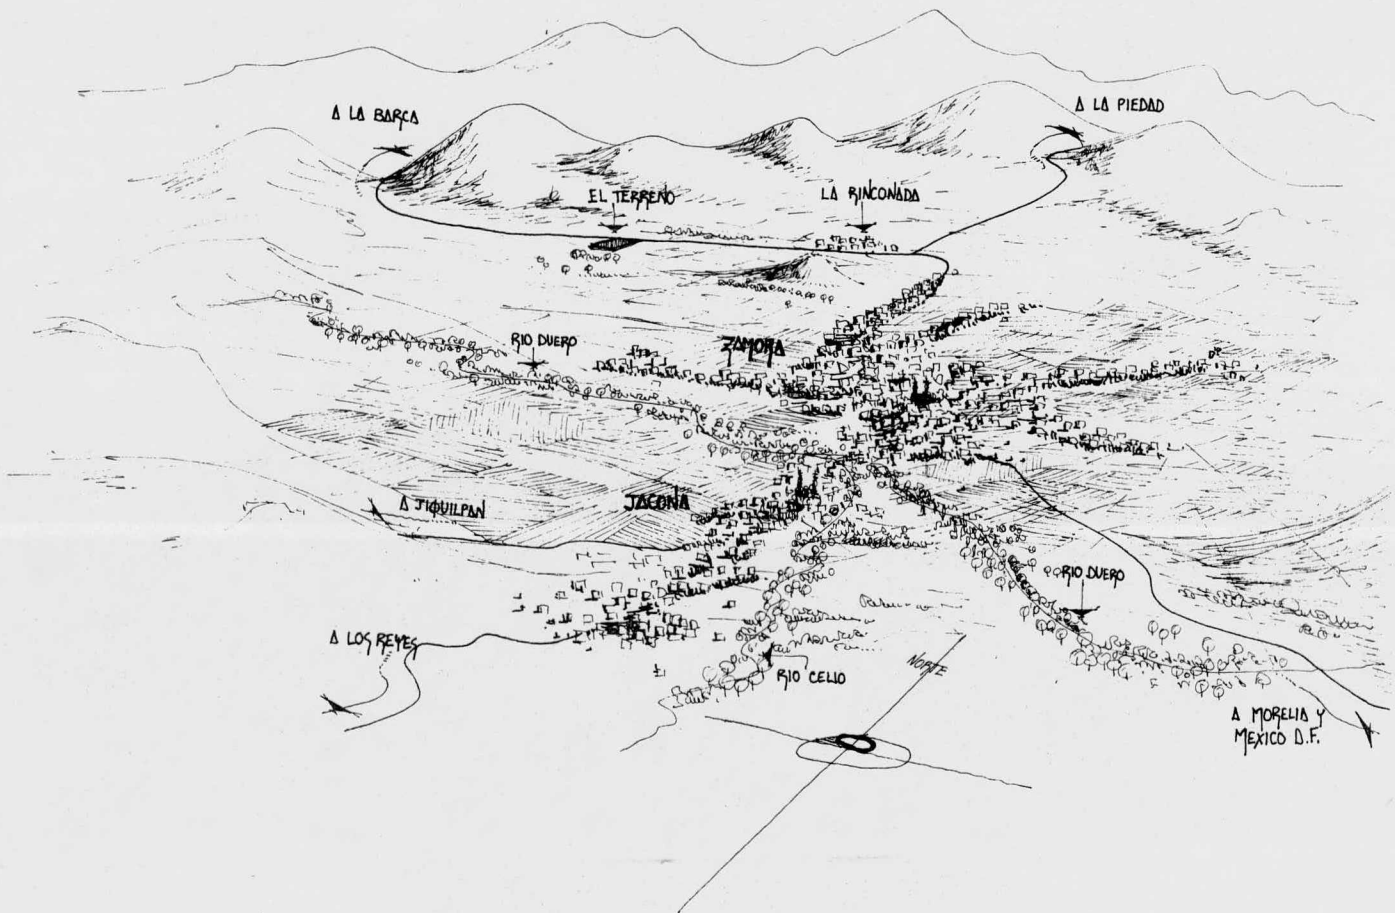 A LA BARCA
A LA PIEDAD
EL TERREÑO
LA RINCONADA
RIO DUERO
ZAMORA
A JIQUILPAN
JACONA
RIO DUERO
A LOS REYES
NORTE
RIO CELIO
A MORELIA Y
MEXICO D.F.